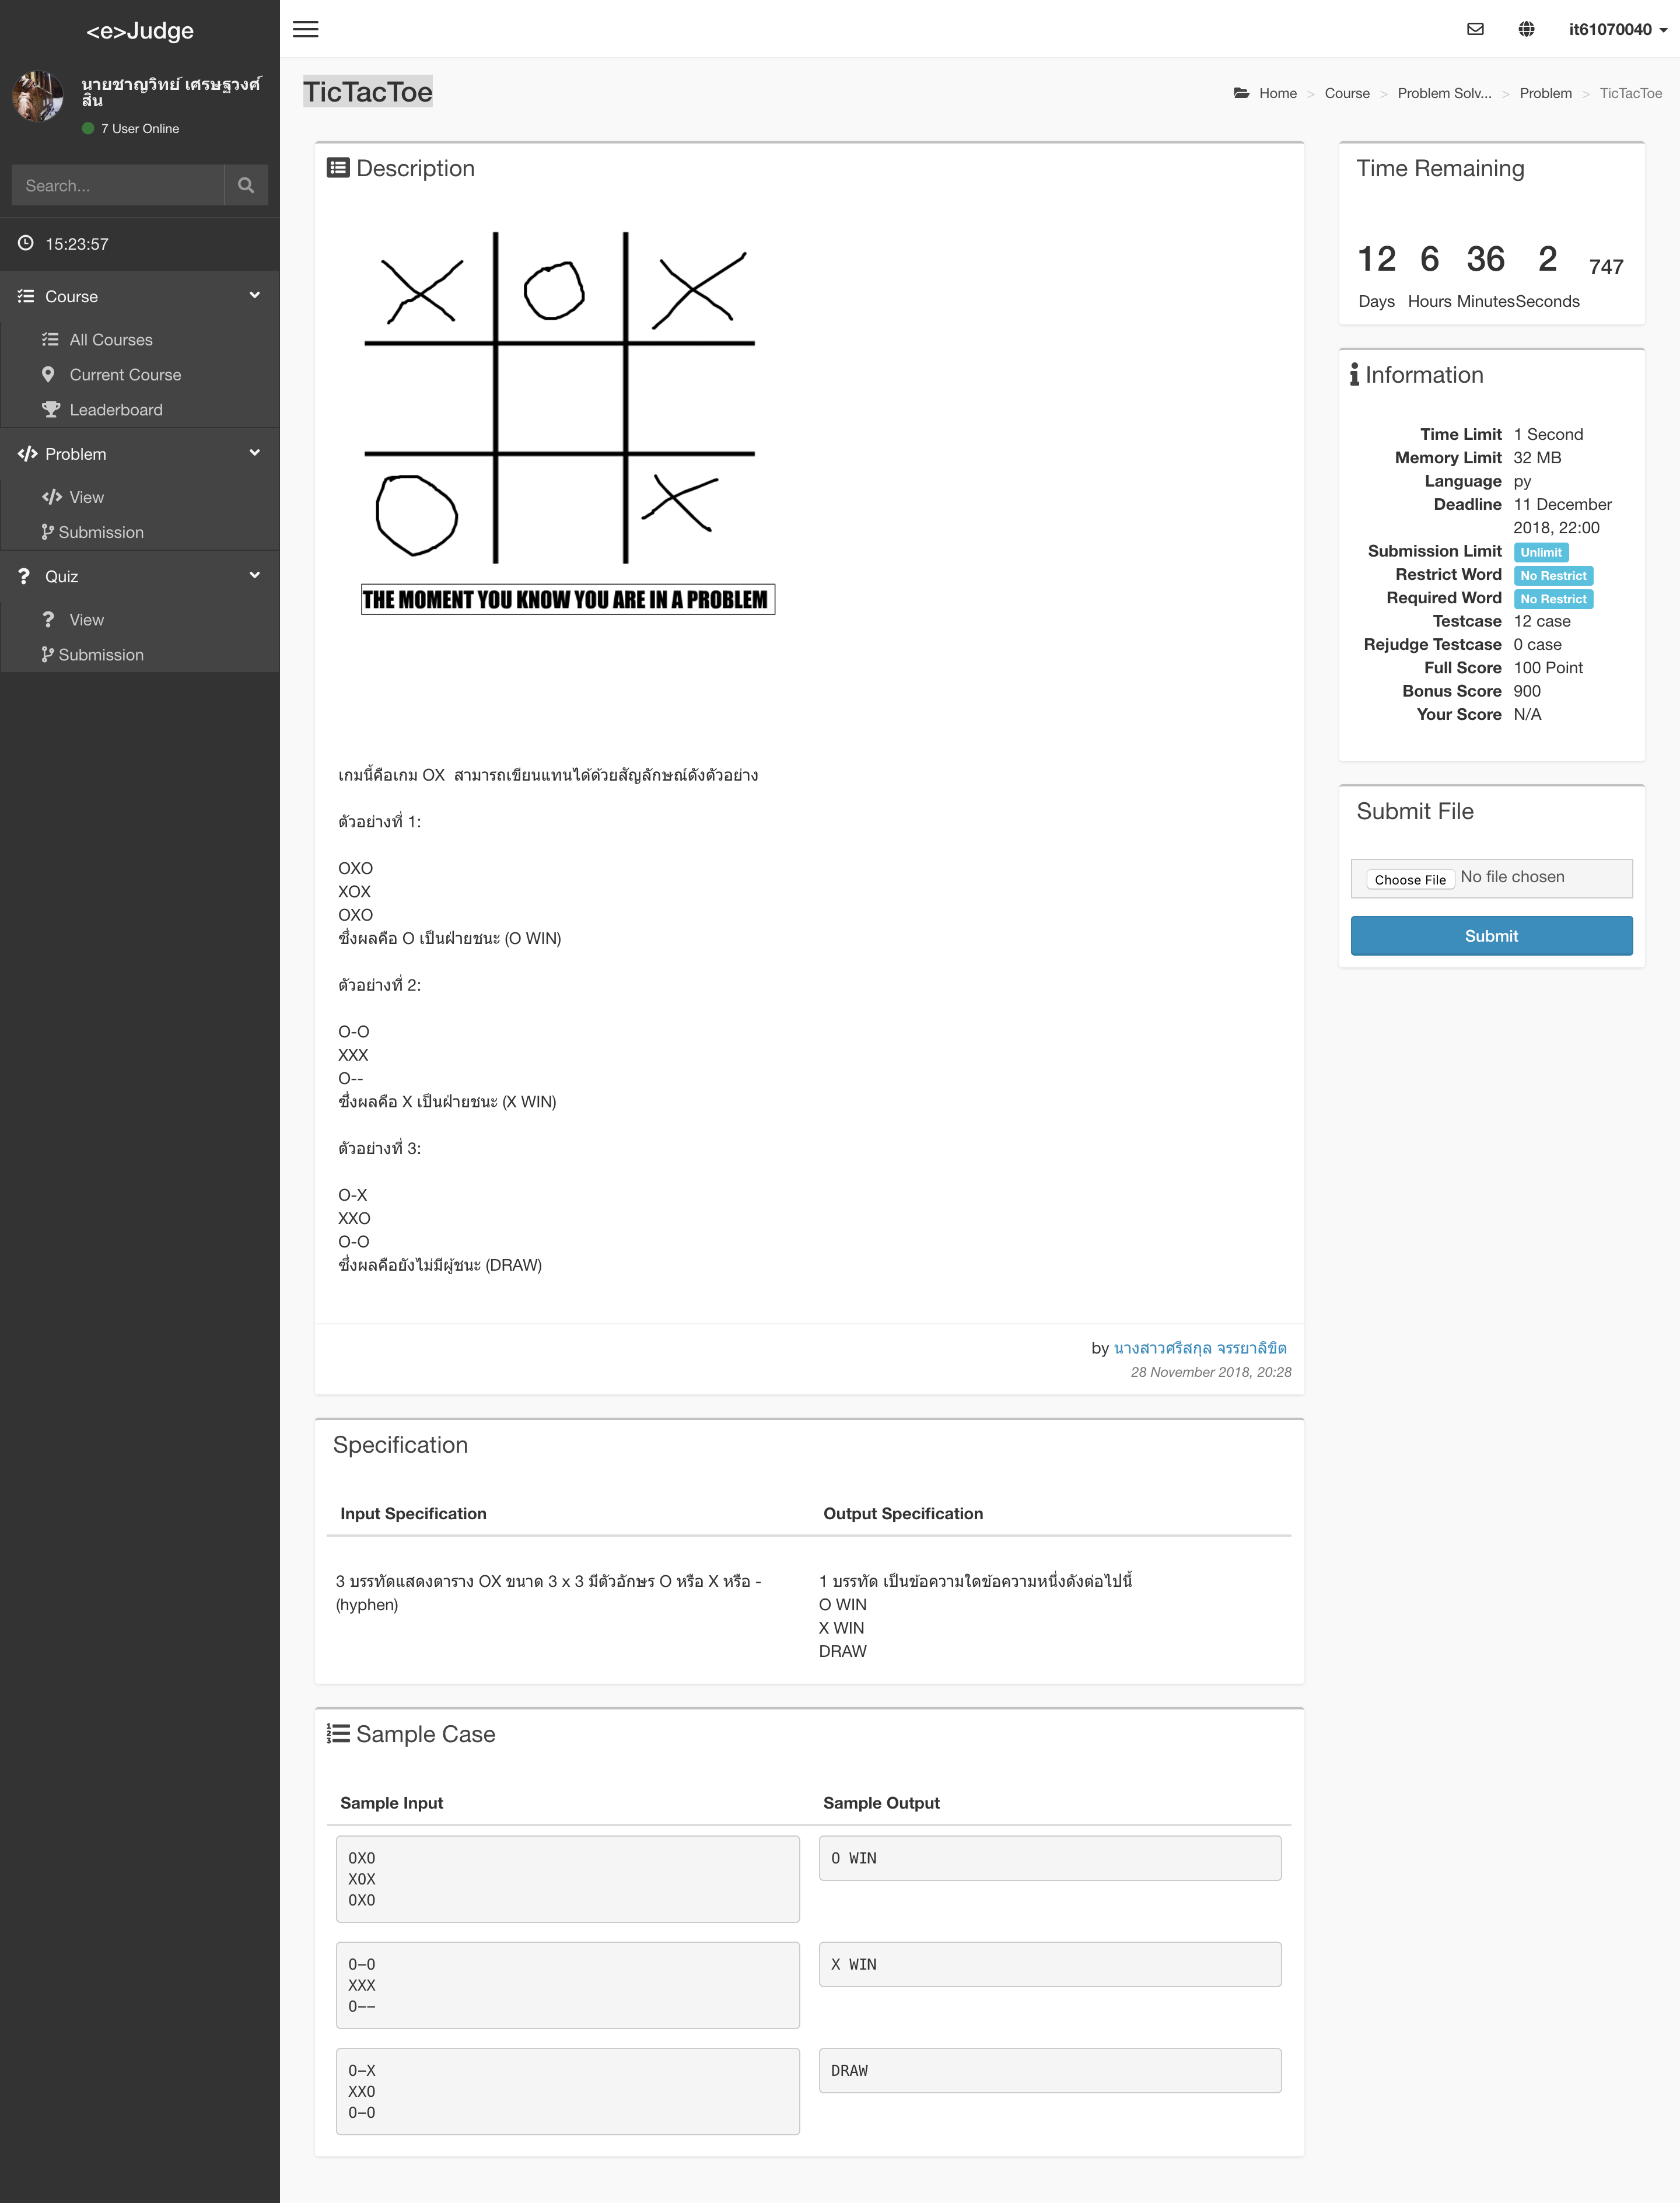 <e>Judge
it61070040
นายชาญวิทย์ เศรษฐวงศ์
สิน
7 User Online
Search...
15:23:57
Course
All Courses
Current Course
Leaderboard
Problem
View
Submission
Quiz
View
Submission
TicTacToe
Home > Course > Problem Solv... > Problem > TicTacToe
Description
X O X
O X
THE MOMENT YOU KNOW YOU ARE IN A PROBLEM
เกมนี้คือเกม OX สามารถเขียนแทนได้ด้วยสัญลักษณ์ดังตัวอย่าง
ตัวอย่างที่ 1:
OXO
XOX
OXO
ซึ่งผลคือ O เป็นฝ่ายชนะ (O WIN)
ตัวอย่างที่ 2:
O-O
XXX
O--
ซึ่งผลคือ X เป็นฝ่ายชนะ (X WIN)
ตัวอย่างที่ 3:
O-X
XXO
O-O
ซึ่งผลคือยังไม่มีผู้ชนะ (DRAW)
by นางสาวศรีสกุล จรรยาลิขิต
28 November 2018, 20:28
Specification
Input Specification
3 บรรทัดแสดงตาราง OX ขนาด 3 x 3 มีตัวอักษร O หรือ X หรือ -
(hyphen)
Output Specification
1 บรรทัด เป็นข้อความใดข้อความหนึ่งดังต่อไปนี้
O WIN
X WIN
DRAW
Sample Case
Sample Input Sample Output
OXO
XOX
OXO
O WIN
O-O
XXX
O--
X WIN
O-X
XXO
O-O
DRAW
Time Remaining
12 6 36 2 747
Days Hours Minutes Seconds
Information
Time Limit 1 Second
Memory Limit 32 MB
Language py
Deadline 11 December
2018, 22:00
Submission Limit Unlimit
Restrict Word No Restrict
Required Word No Restrict
Testcase 12 case
Rejudge Testcase 0 case
Full Score 100 Point
Bonus Score 900
Your Score N/A
Submit File
Choose File No file chosen
Submit